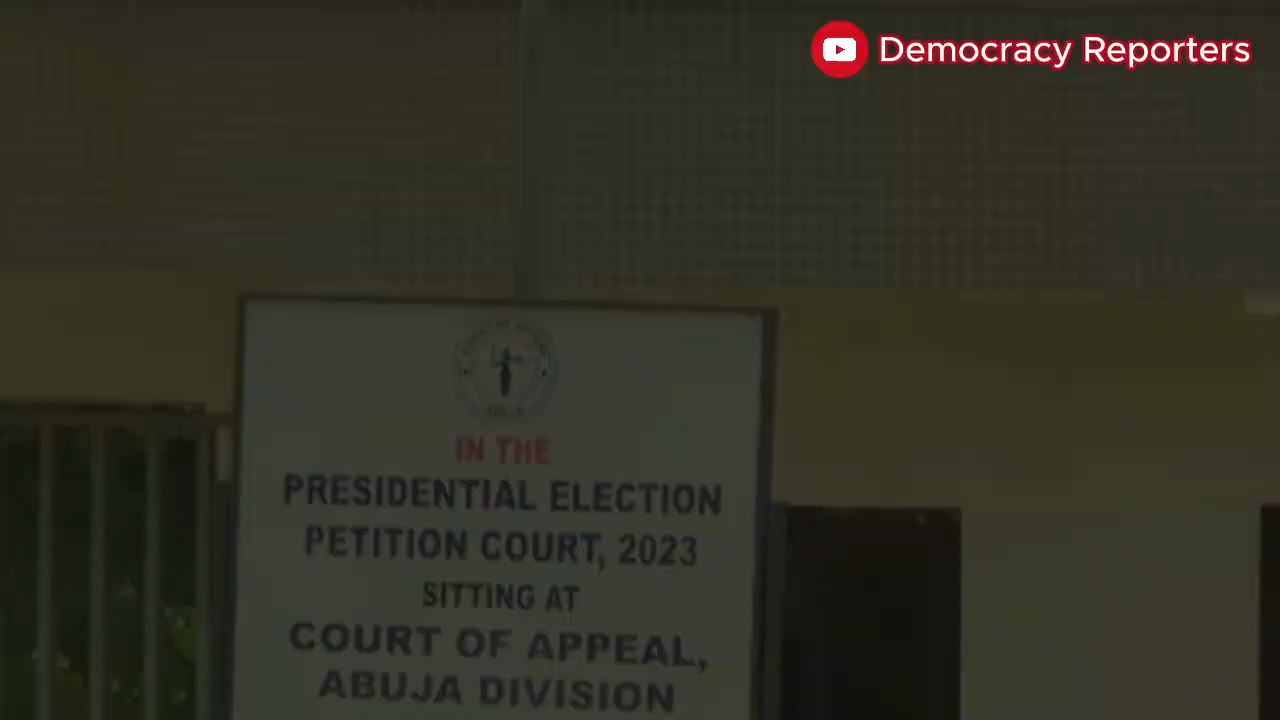 Democracy Reporters
IN THE
PRESIDENTIAL ELECTION
PETITION COURT, 2023
SITTING AT
COURT OF APPEAL,
ABUJA DIVISION